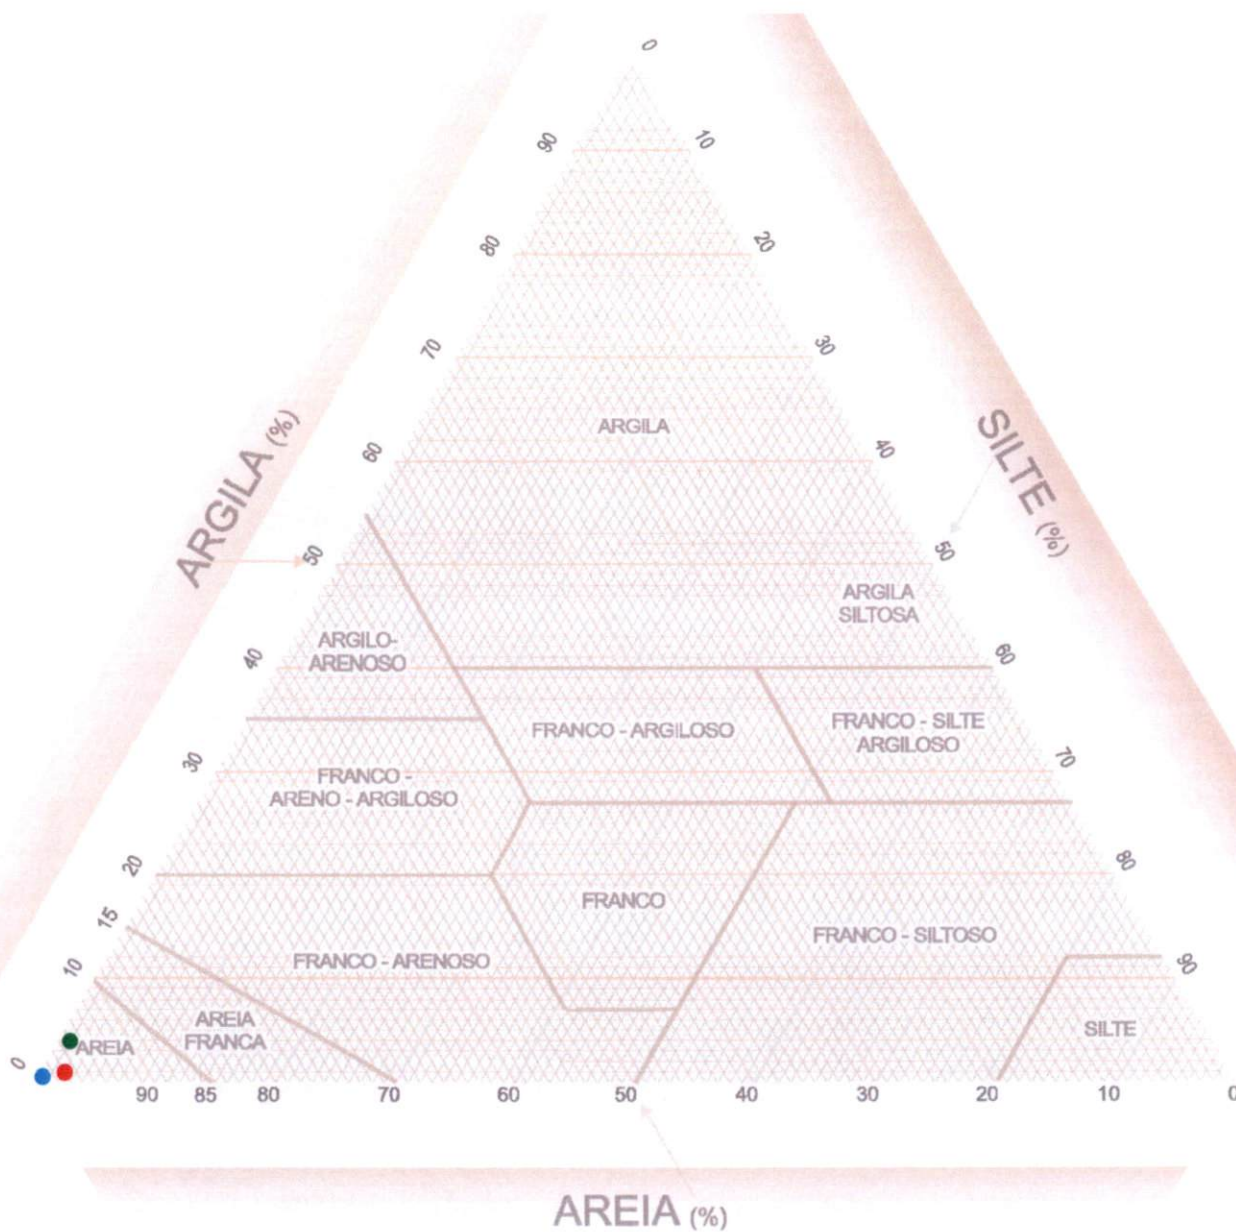 0
90
10
80
20
70
30
ARGILA
60
40
ARGILA (%)
SILTE (%)
50
50
ARGILA
SILTOSA
ARGILO-
ARENOSO
40
60
FRANCO - ARGILOSO
FRANCO - SILTE
ARGILOSO
30
70
FRANCO -
ARENO - ARGILOSO
20
80
FRANCO
15
FRANCO - SILTOSO
FRANCO - ARENOSO
10
90
AREIA
FRANCA
SILTE
AREIA
0
90 85 80 70 60 50 40 30 20 10 0
AREIA (%)